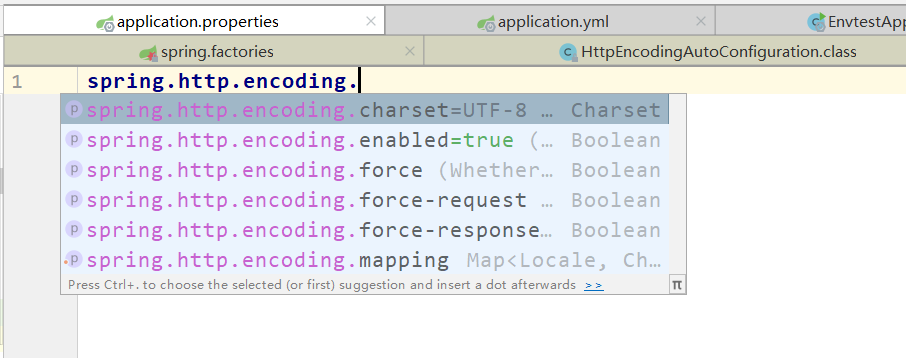 application.properties
application.yml
EnvtestApp
spring.factories
HttpEncodingAutoConfiguration.class
1 spring.http.encoding.
spring.http.encoding.charset=UTF-8 … Charset
spring.http.encoding.enabled=true (… Boolean
spring.http.encoding.force (Whether… Boolean
spring.http.encoding.force-request … Boolean
spring.http.encoding.force-response… Boolean
spring.http.encoding.mapping Map<Locale, Ch…
Press Ctrl+. to choose the selected (or first) suggestion and insert a dot afterwards >> π